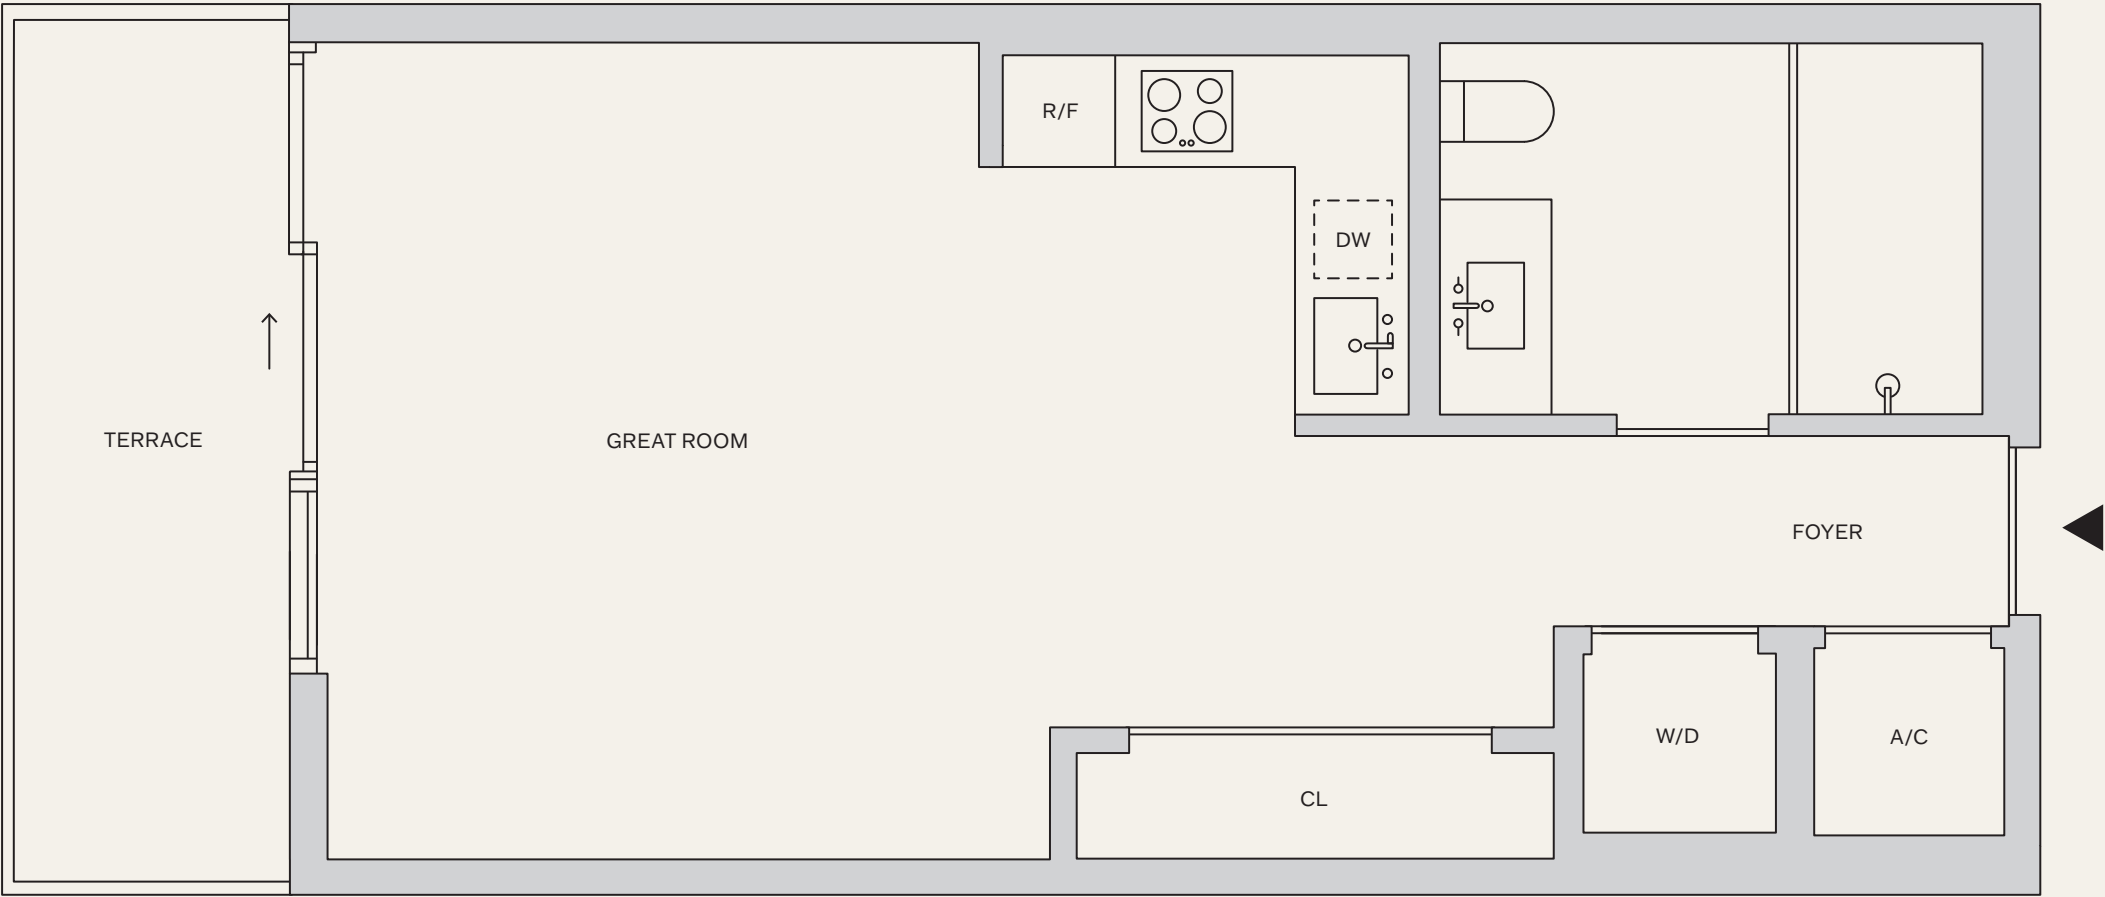 R/F
DW
TERRACE
GREAT ROOM
FOYER
W/D
A/C
CL